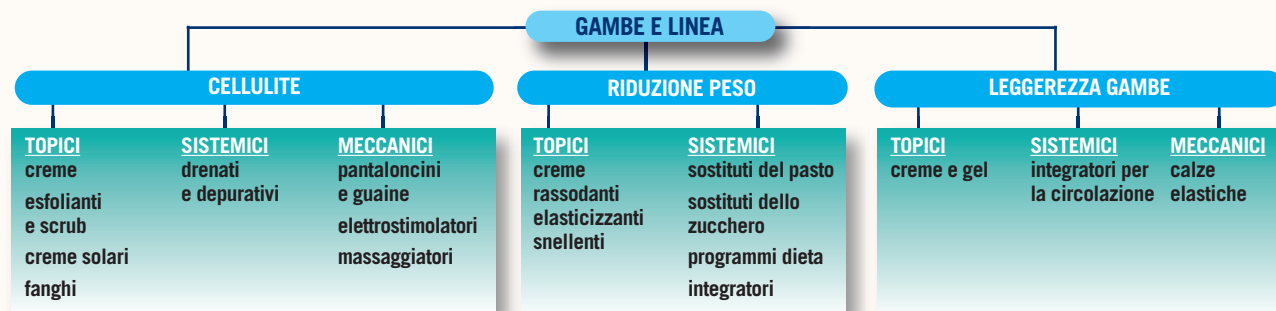 GAMBE E LINEA
CELLULITE
TOPICI
creme
esfolianti
e scrub
creme solari
fanghi
SISTEMICI
drenati
e depurativi
MECCANICI
pantaloncini
e guaine
elettrostimolatori
massaggiatori
RIDUZIONE PESO
TOPICI
creme
rassodanti
elasticizzanti
snellenti
SISTEMICI
sostituti del pasto
sostituti dello
zucchero
programmi dieta
integratori
LEGGEREZZA GAMBE
TOPICI
creme e gel
SISTEMICI
integratori per
la circolazione
MECCANICI
calze
elastiche